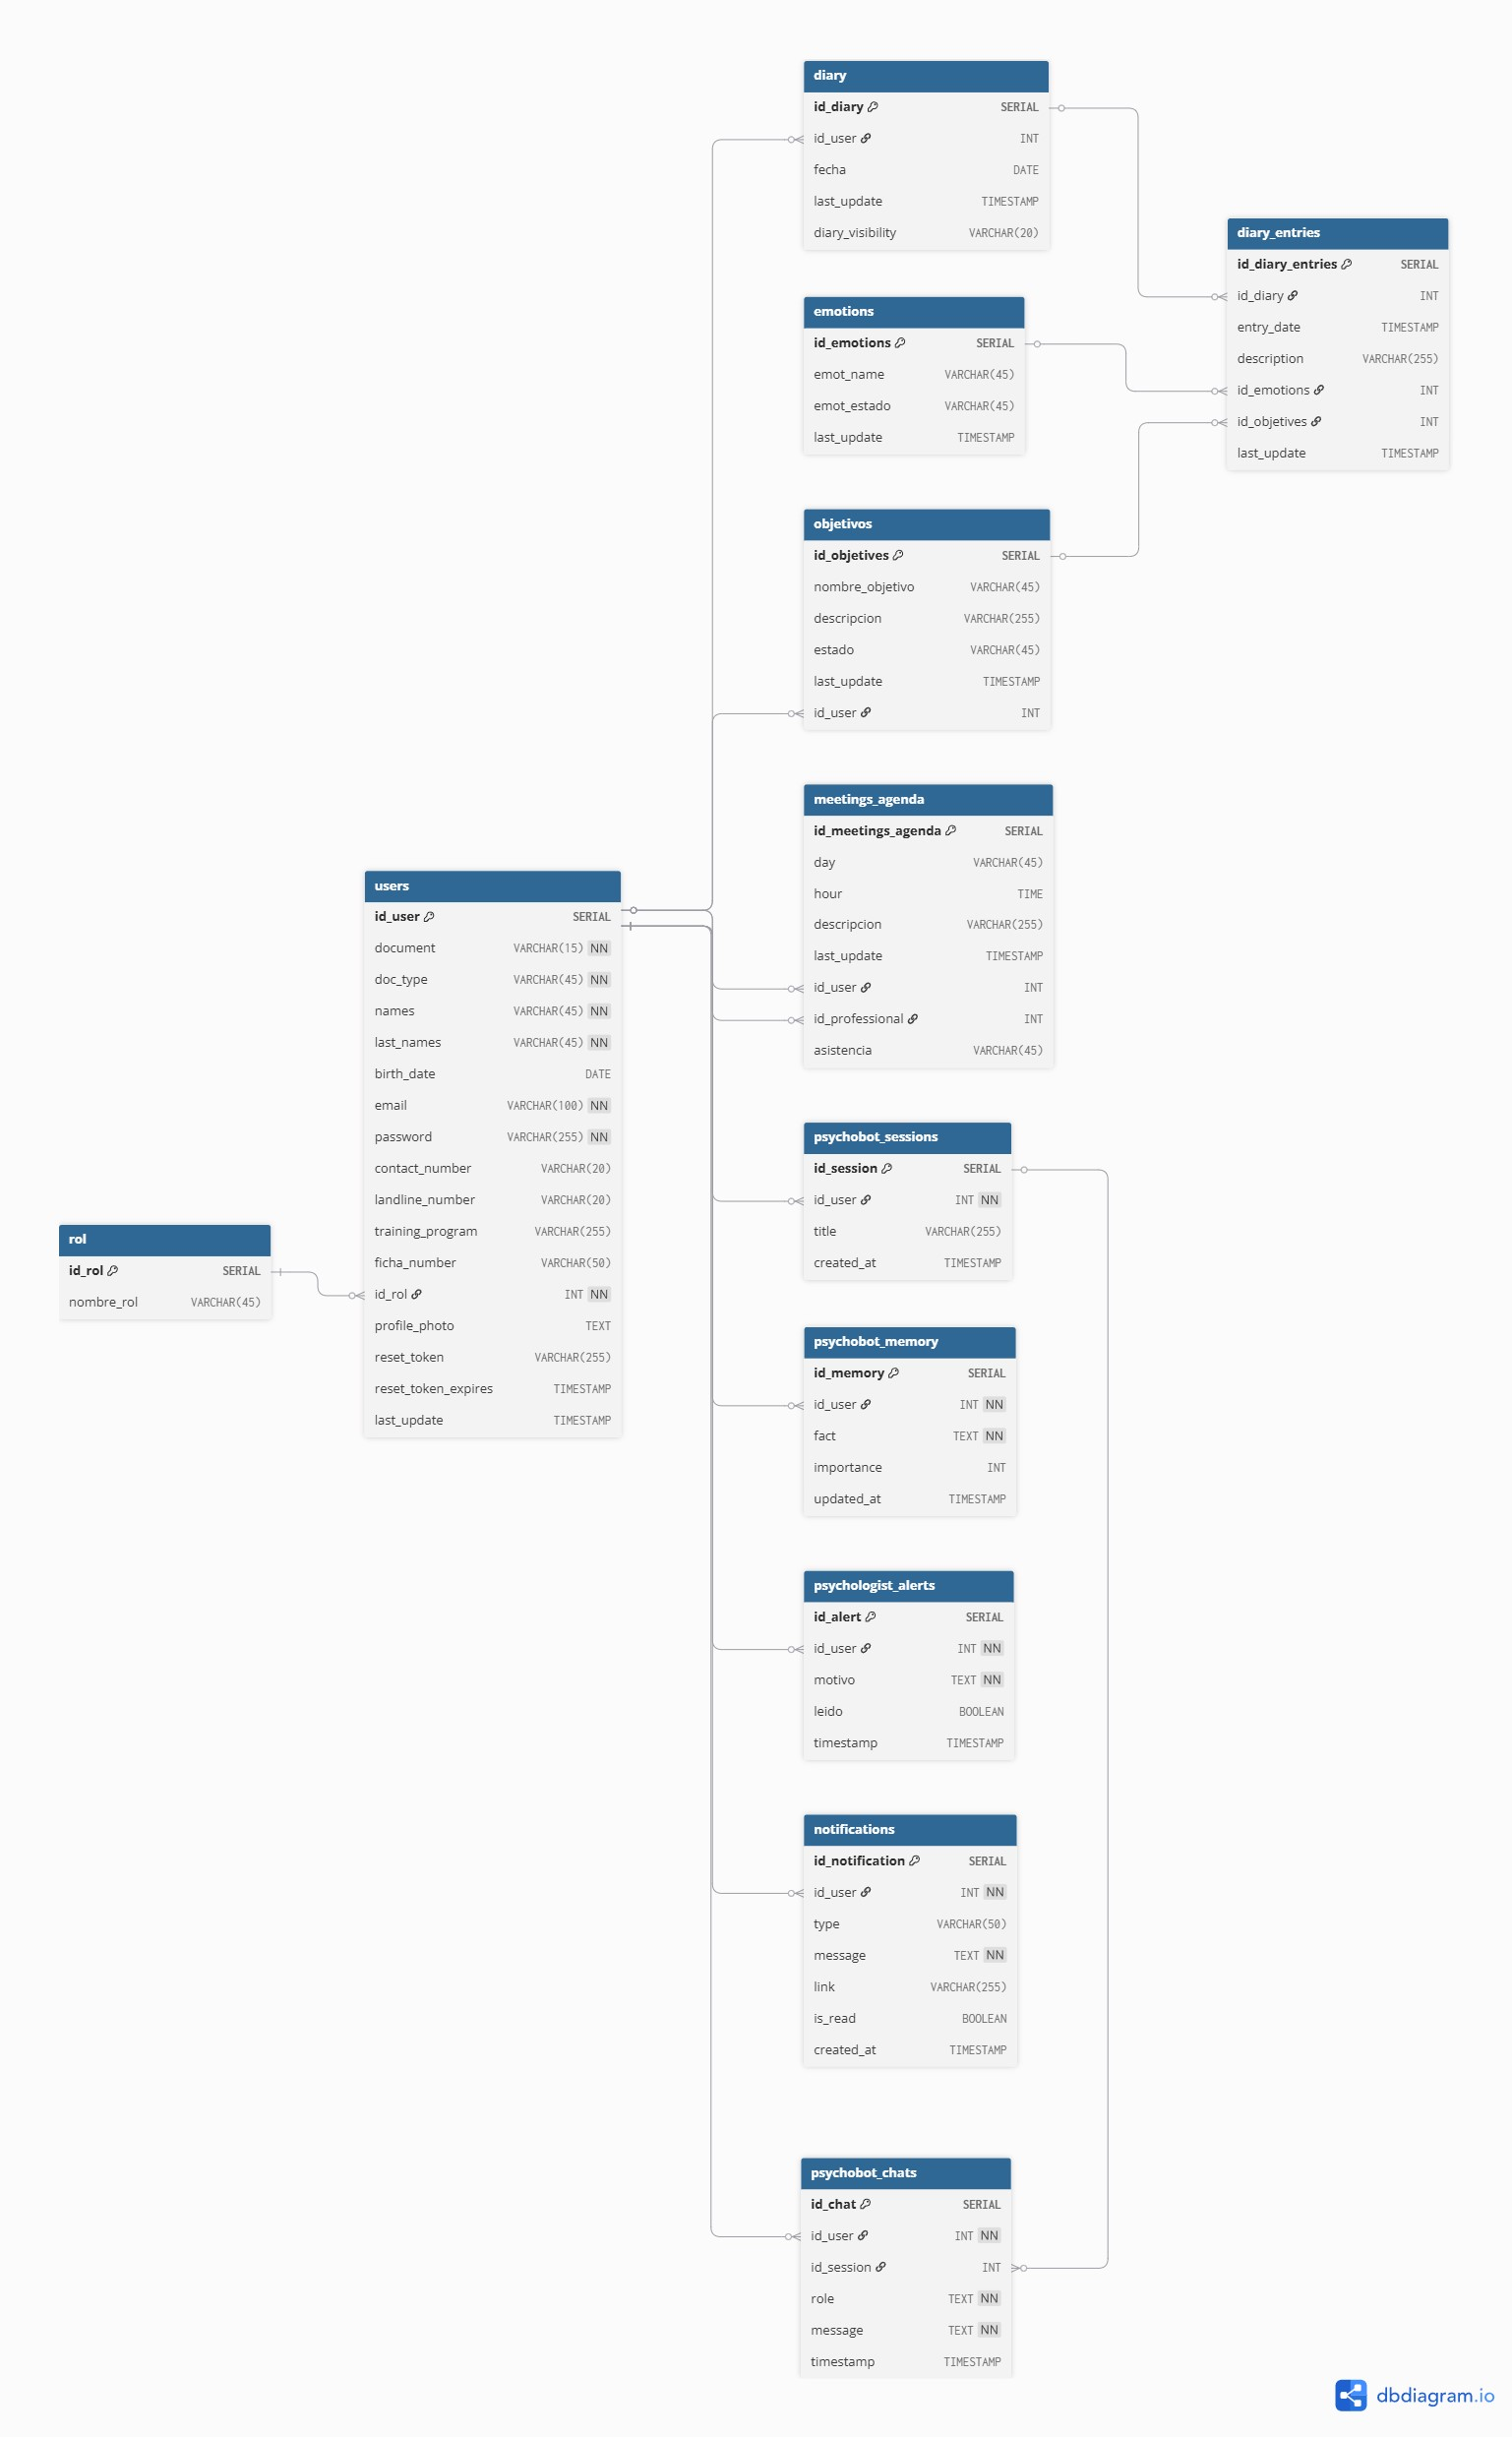 diary
id_diary SERIAL
id_user INT
fecha DATE
last_update TIMESTAMP
diary_visibility VARCHAR(20)
diary_entries
id_diary_entries SERIAL
id_diary INT
entry_date TIMESTAMP
description VARCHAR(255)
id_emotions INT
id_objetives INT
last_update TIMESTAMP
emotions
id_emotions SERIAL
emot_name VARCHAR(45)
emot_estado VARCHAR(45)
last_update TIMESTAMP
objetivos
id_objetives SERIAL
nombre_objetivo VARCHAR(45)
descripcion VARCHAR(255)
estado VARCHAR(45)
last_update TIMESTAMP
id_user INT
meetings_agenda
id_meetings_agenda SERIAL
day VARCHAR(45)
hour TIME
descripcion VARCHAR(255)
last_update TIMESTAMP
id_user INT
id_professional INT
asistencia VARCHAR(45)
users
id_user SERIAL
document VARCHAR(15) NN
doc_type VARCHAR(45) NN
names VARCHAR(45) NN
last_names VARCHAR(45) NN
birth_date DATE
email VARCHAR(100) NN
password VARCHAR(255) NN
contact_number VARCHAR(20)
landline_number VARCHAR(20)
training_program VARCHAR(255)
ficha_number VARCHAR(50)
id_rol INT NN
profile_photo TEXT
reset_token VARCHAR(255)
reset_token_expires TIMESTAMP
last_update TIMESTAMP
rol
id_rol SERIAL
nombre_rol VARCHAR(45)
psychobot_sessions
id_session SERIAL
id_user INT NN
title VARCHAR(255)
created_at TIMESTAMP
psychobot_memory
id_memory SERIAL
id_user INT NN
fact TEXT NN
importance INT
updated_at TIMESTAMP
psychologist_alerts
id_alert SERIAL
id_user INT NN
motivo TEXT NN
leido BOOLEAN
timestamp TIMESTAMP
notifications
id_notification SERIAL
id_user INT NN
type VARCHAR(50)
message TEXT NN
link VARCHAR(255)
is_read BOOLEAN
created_at TIMESTAMP
psychobot_chats
id_chat SERIAL
id_user INT NN
id_session INT
role TEXT NN
message TEXT NN
timestamp TIMESTAMP
dbdiagram.io